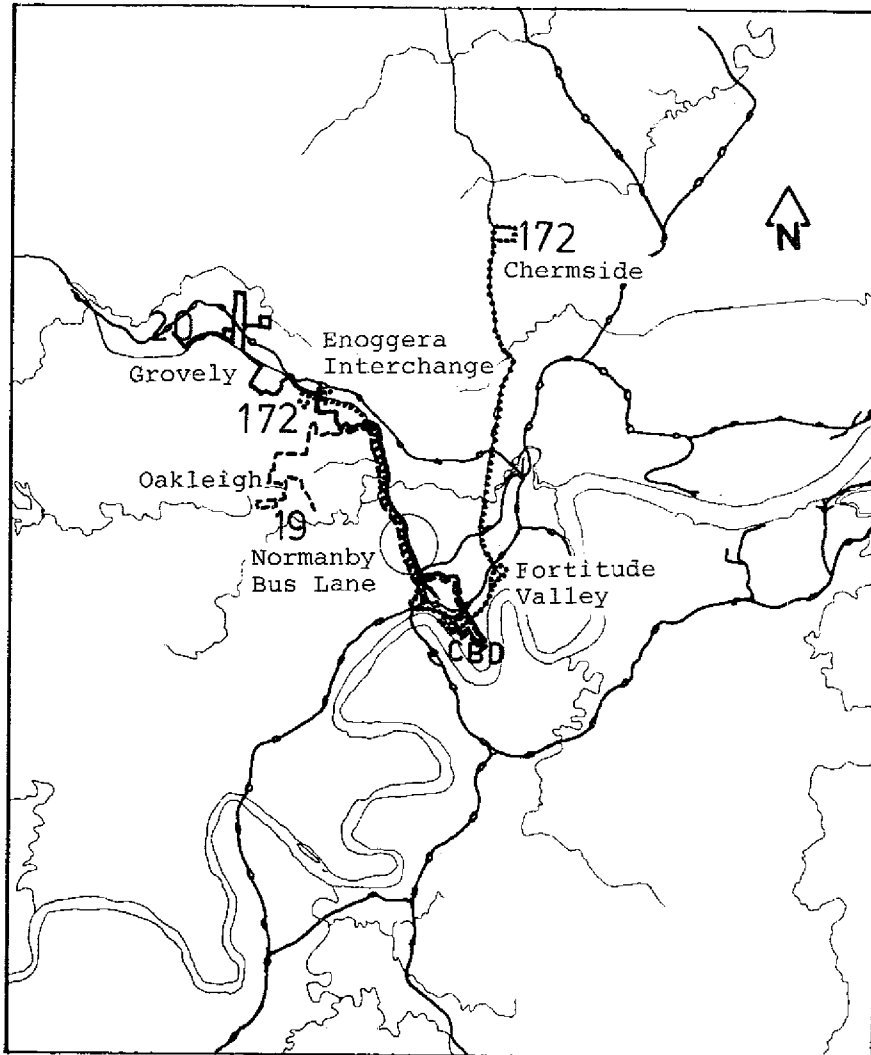 172
Chermside
N
20
Enoggera
Interchange
Grovely
172
Oakleigh
19
Normanby
Bus Lane
Fortitude
Valley
CBD